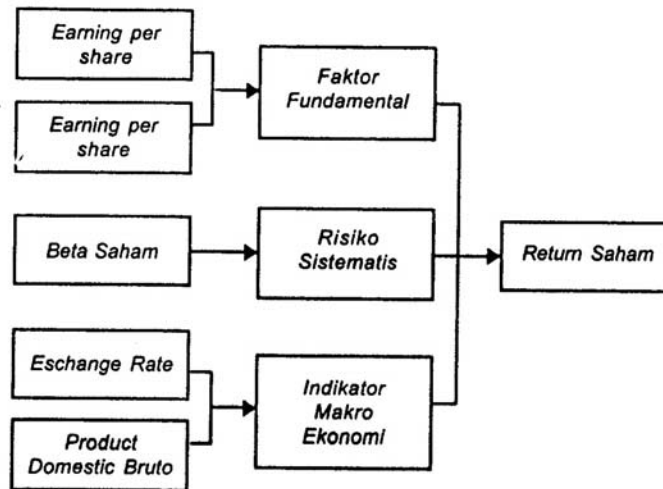 Earning per
share
Faktor
Fundamental
Earning per
share
Beta Saham
Risiko
Sistematis
Return Saham
Eschange Rate
Indikator
Makro
Ekonomi
Product
Domestic Bruto